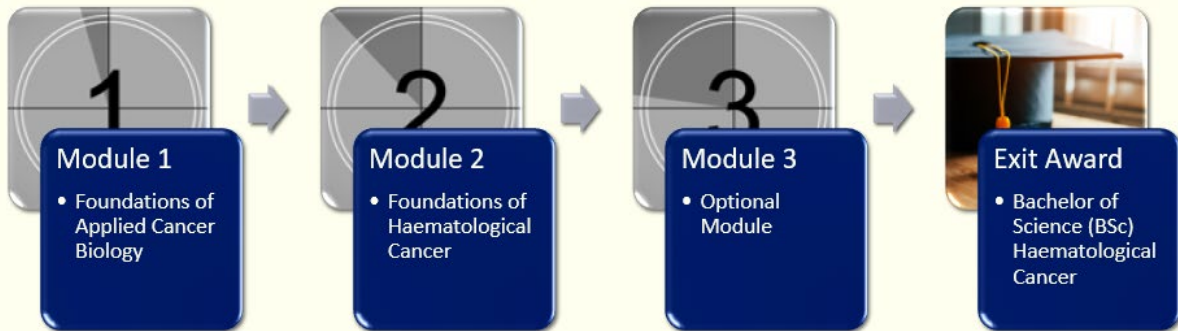 1
Module 1
• Foundations of
Applied Cancer
Biology
2
Module 2
• Foundations of
Haematological
Cancer
3
Module 3
• Optional
Module
Exit Award
• Bachelor of
Science (BSc)
Haematological
Cancer